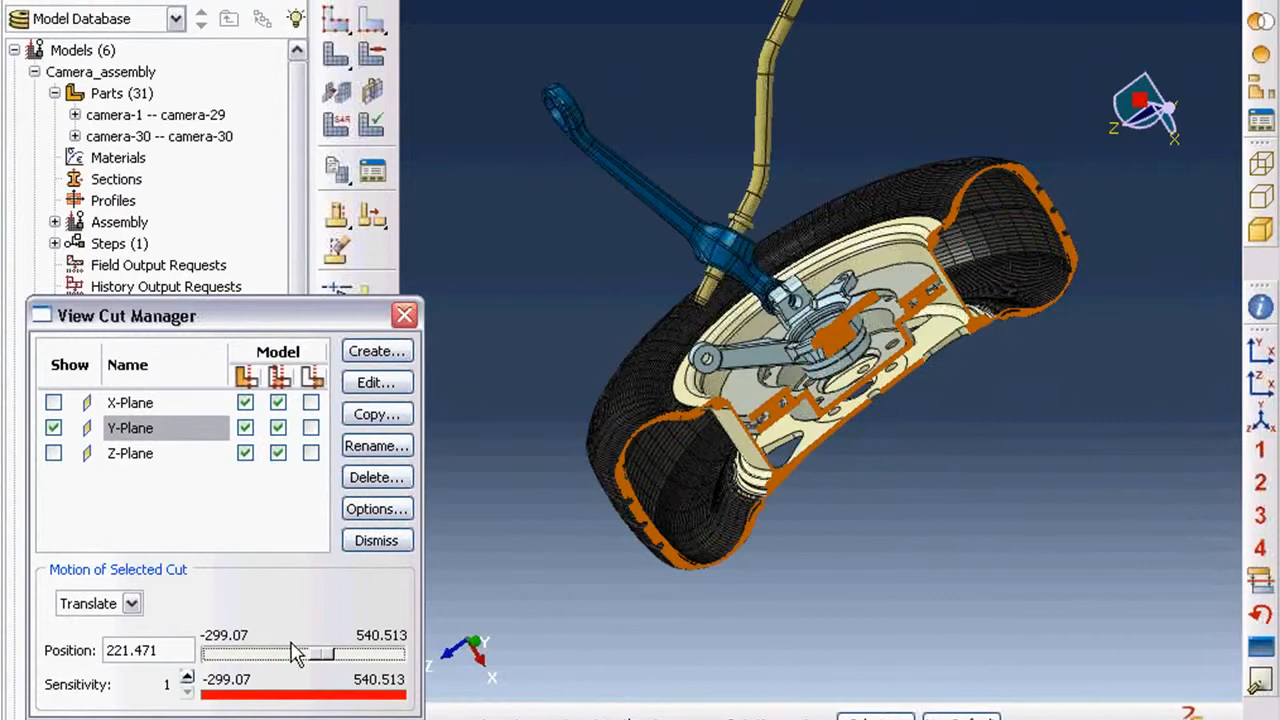 Model Database
Models (6)
Camera_assembly
Parts (31)
camera-1 -- camera-29
camera-30 -- camera-30
Materials
Sections
Profiles
Assembly
Steps (1)
Field Output Requests
History Output Requests
S4R
View Cut Manager
Show
Name
Model
X-Plane
Y-Plane
Z-Plane
Create...
Edit...
Copy...
Rename...
Delete...
Options...
Dismiss
Motion of Selected Cut
Translate
-299.07 540.513
Position: 221.471
Sensitivity: 1
-299.07 540.513
Z
X
Y
Z
X
1
2
3
4